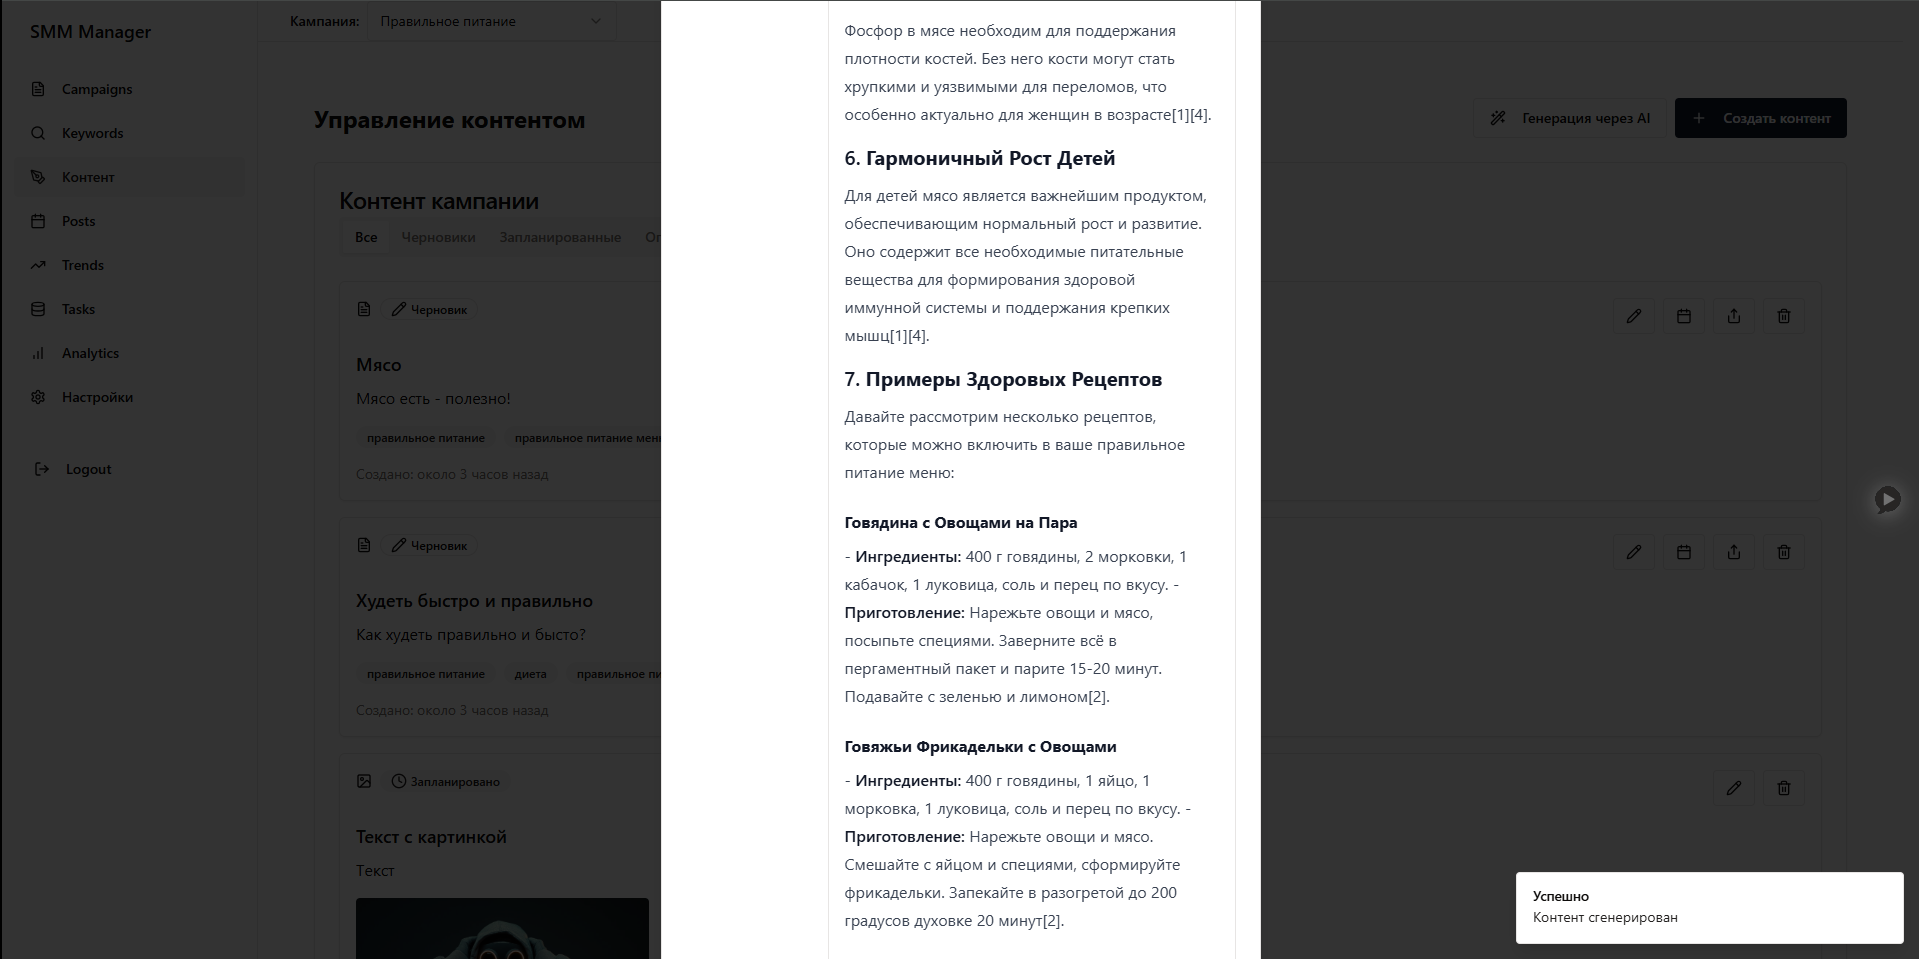 SMM Manager
Campaigns
Keywords
Контент
Posts
Trends
Tasks
Analytics
Настройки
Logout
Кампания:
Правильное питание
Управление контентом
Генерация через AI
Создать контент
Контент кампании
Все
Черновики
Запланированные
Черновик
Мясо
Мясо есть - полезно!
правильное питание
правильное питание мен
Создано: около 3 часов назад
Черновик
Худеть быстро и правильно
Как худеть правильно и бысто?
правильное питание
диета
правильное пи
Создано: около 3 часов назад
Запланировано
Текст с картинкой
Текст
Фосфор в мясе необходим для поддержания
плотности костей. Без него кости могут стать
хрупкими и уязвимыми для переломов, что
особенно актуально для женщин в возрасте[1][4].
6. Гармоничный Рост Детей
Для детей мясо является важнейшим продуктом,
обеспечивающим нормальный рост и развитие.
Оно содержит все необходимые питательные
вещества для формирования здоровой
иммунной системы и поддержания крепких
мышц[1][4].
7. Примеры Здоровых Рецептов
Давайте рассмотрим несколько рецептов,
которые можно включить в ваше правильное
питание меню:
Говядина с Овощами на Пара
- Ингредиенты: 400 г говядины, 2 морковки, 1
кабачок, 1 луковица, соль и перец по вкусу. -
Приготовление: Нарежьте овощи и мясо,
посыпьте специями. Заверните всё в
пергаментный пакет и парите 15-20 минут.
Подавайте с зеленью и лимоном[2].
Говяжьи Фрикадельки с Овощами
- Ингредиенты: 400 г говядины, 1 яйцо, 1
морковка, 1 луковица, соль и перец по вкусу. -
Приготовление: Нарежьте овощи и мясо.
Смешайте с яйцом и специями, сформируйте
фрикадельки. Запекайте в разогретой до 200
градусов духовке 20 минут[2].
Успешно
Контент сгенерирован